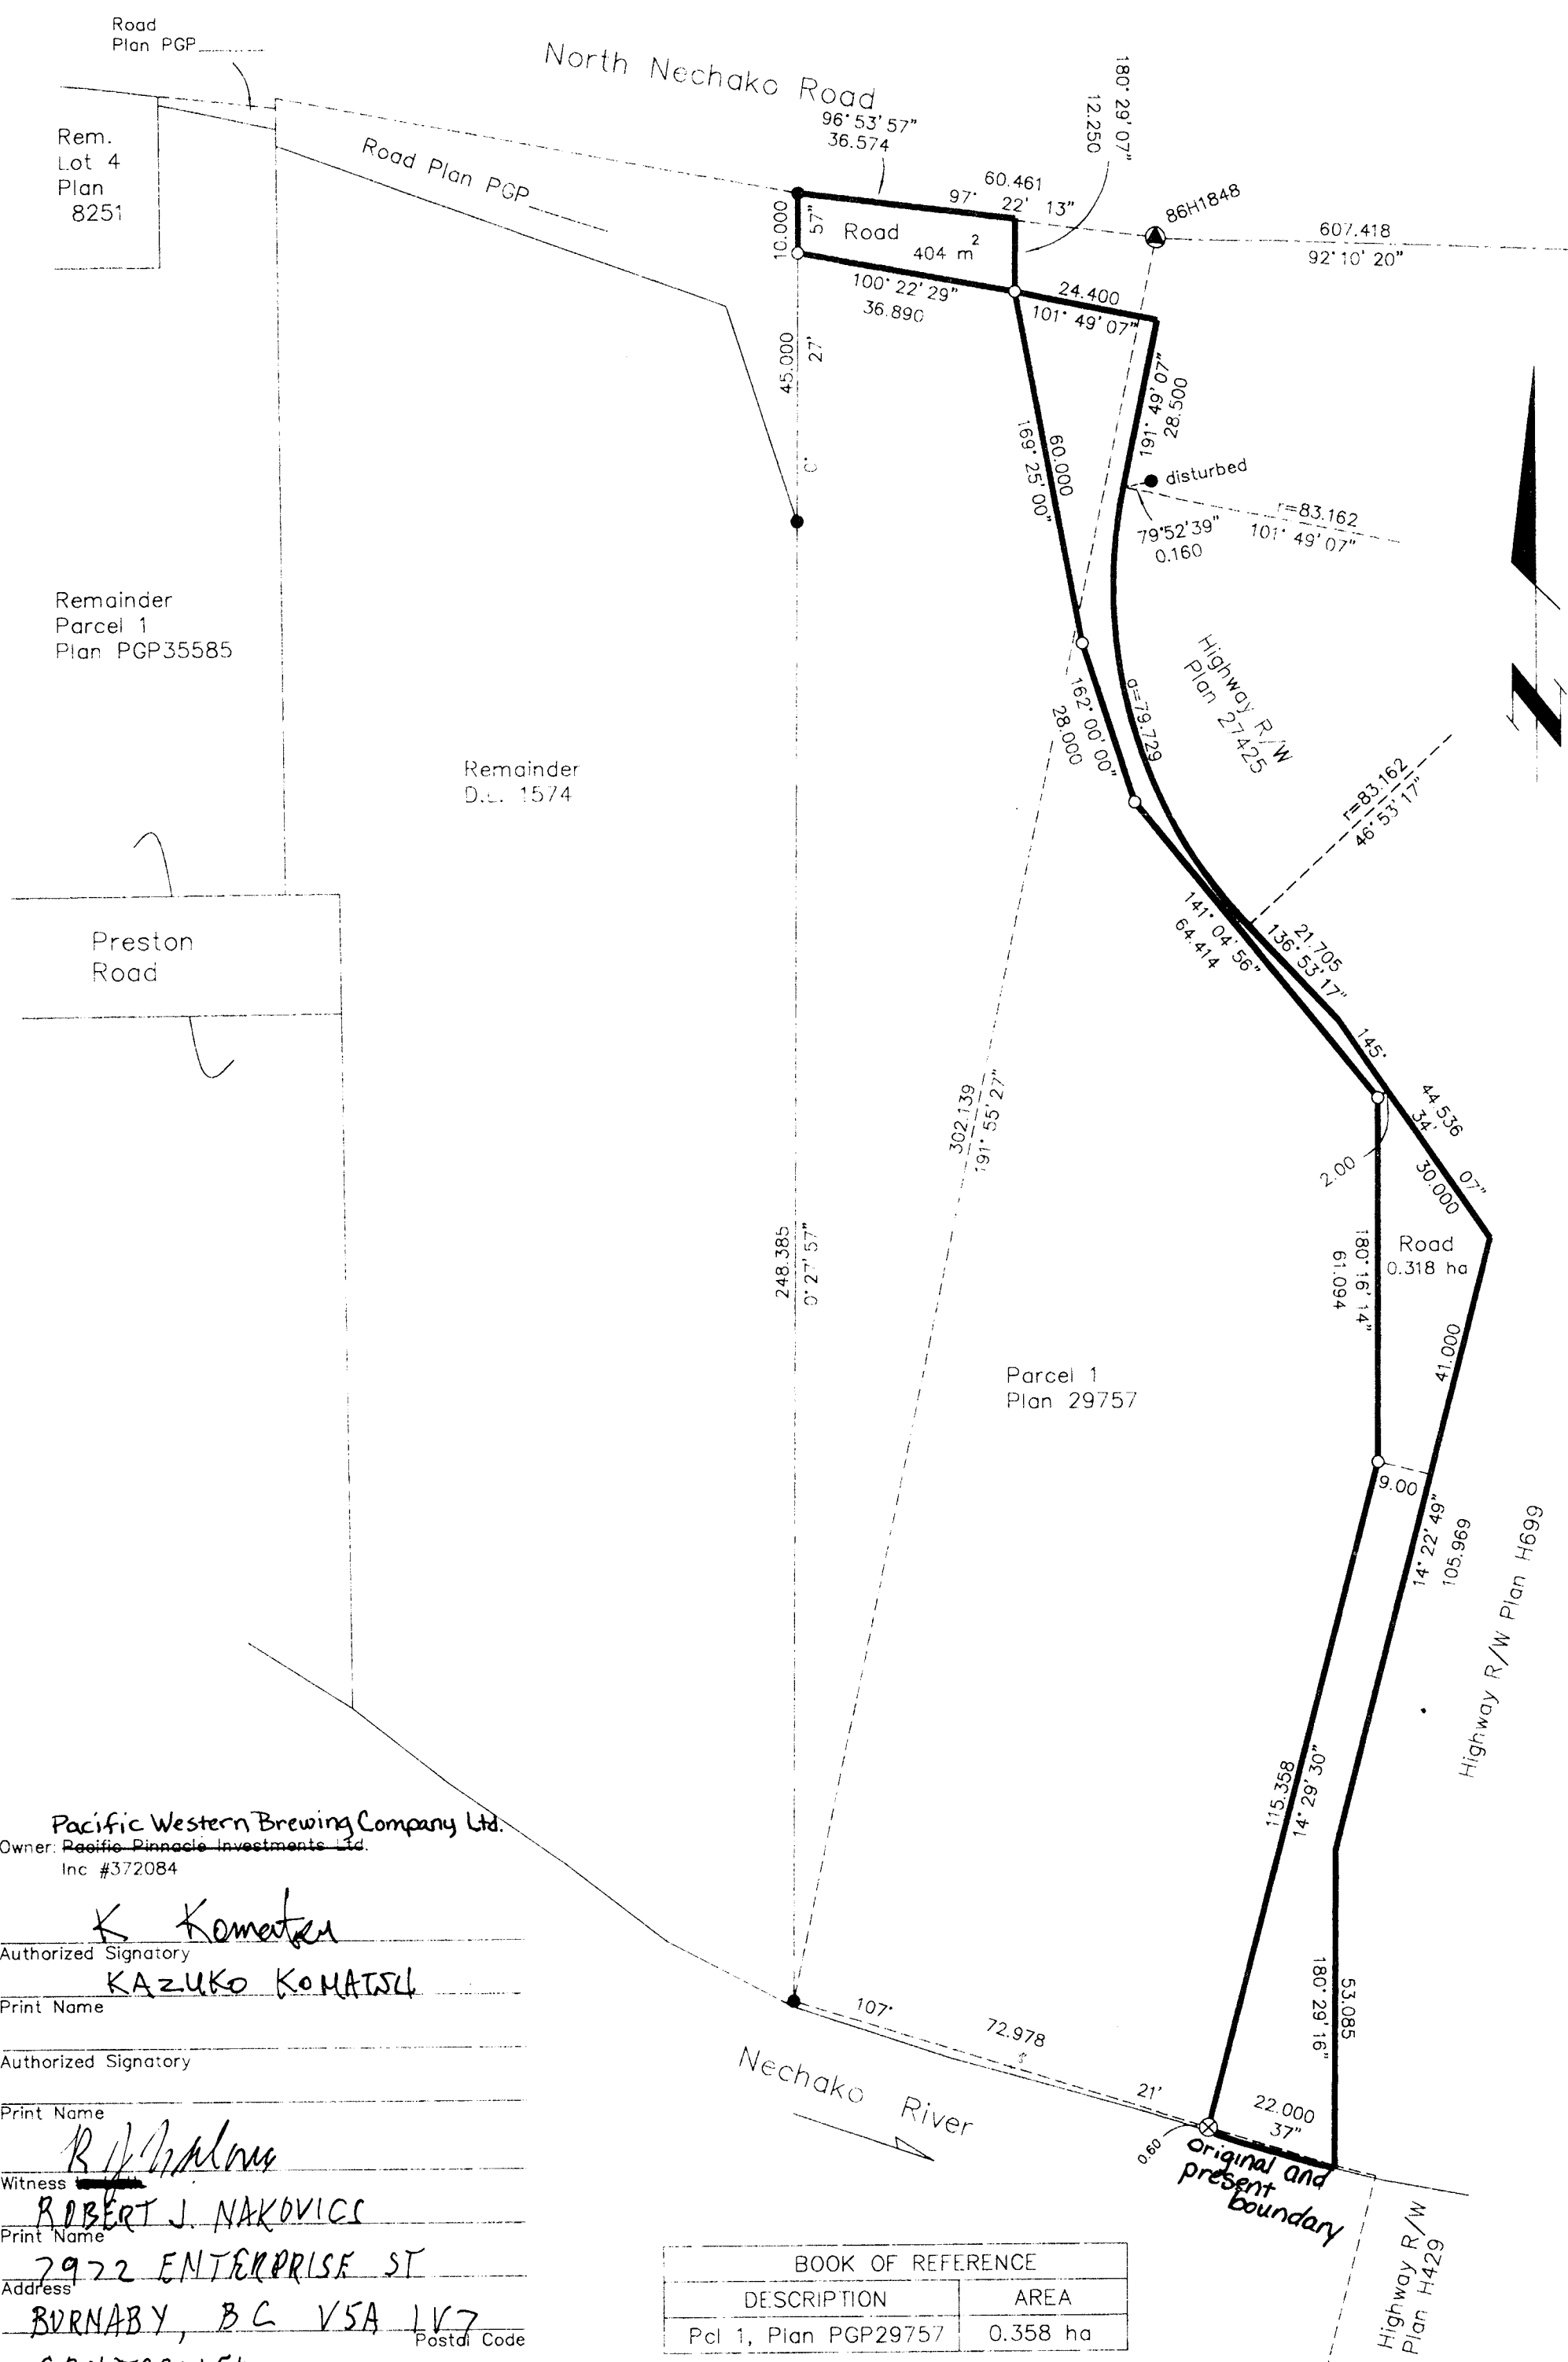 Road
Plan PGP
North Nechako Road
Rem.
Lot 4
Plan
8251
Road Plan PGP
96° 53' 57"
36.574
180° 29' 07"
12.250
60.461
97° 22' 13"
86H1848
607.418
92° 10' 20"
10.000
57"
Road
404 m²
100° 22' 29"
36.890
24.400
101° 49' 07"
45.000
27'
0°
191° 49' 07"
28.500
60.000
169° 25' 00"
disturbed
79°52'39"
0.160
r=83.162
101° 49' 07"
Remainder
Parcel 1
Plan PGP35585
Highway R/W
Plan 27425
162° 00' 00"
28.000
a=79.729
Remainder
D.L. 1574
r=83.162
46° 53' 17"
Preston
Road
141° 04' 56"
64.414
21.705
136° 53' 17"
145°
34'
07"
44.536
30.000
2.00
302.139
191° 55' 27"
248.385
0° 27' 57"
180° 16' 14"
61.094
Road
0.318 ha
41.000
Parcel 1
Plan 29757
9.00
14° 22' 49"
105.969
Highway R/W Plan H699
115.358
14° 29' 30"
53.085
180° 29' 16"
Pacific Western Brewing Company Ltd.
Owner: Pacific Pinnacle Investments Ltd.
Inc #372084
K Komatsu
Authorized Signatory
KAZUKO KOMATSU
Print Name
Authorized Signatory
Print Name
Witness
ROBERT J. NAKOVICS
Print Name
7922 ENTERPRISE ST
Address
BURNABY, BC V5A 1V7
Postal Code
107°
72.978
21'
22.000
37"
0.60
Nechako River
original and
present
boundary
Highway R/W
Plan H429
BOOK OF REFERENCE
DESCRIPTION AREA
Pcl 1, Plan PGP29757 0.358 ha